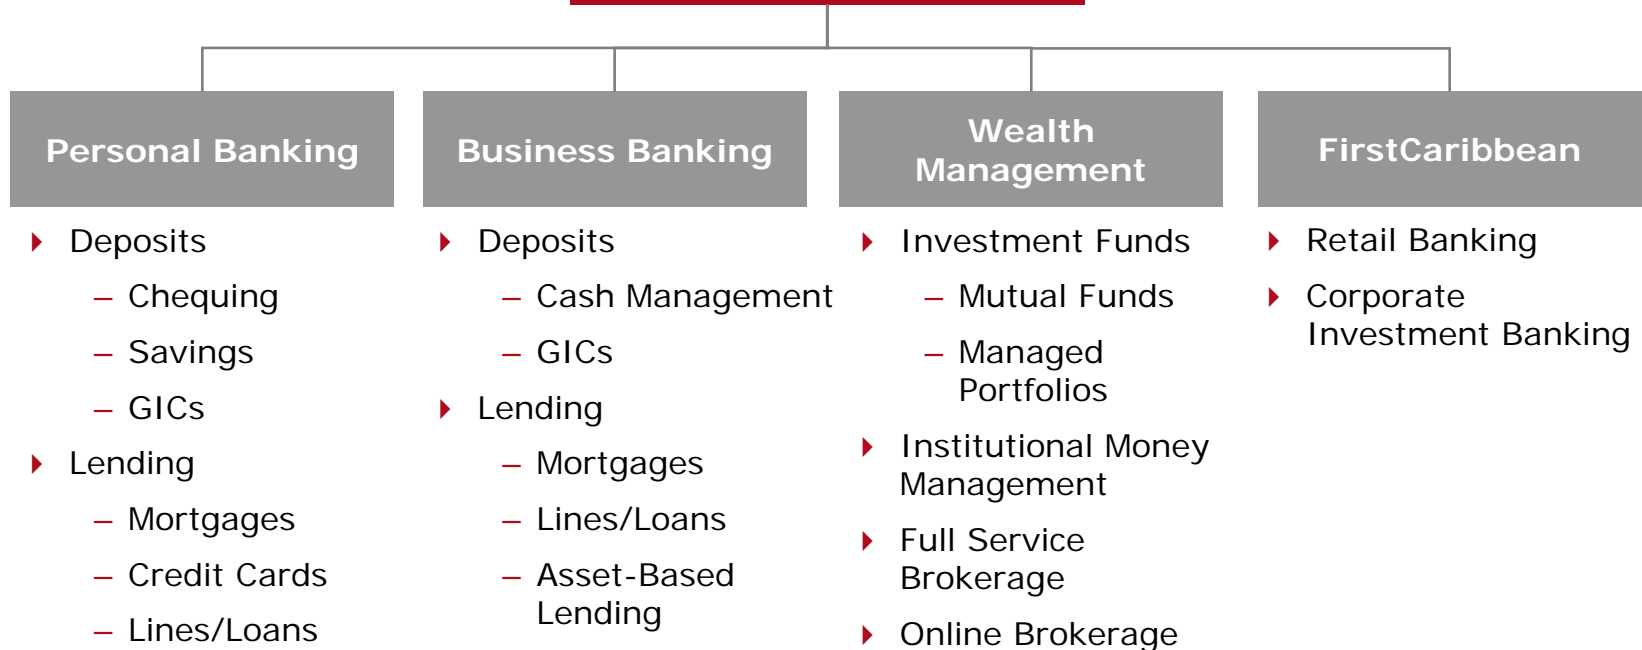 Personal Banking
Deposits
– Chequing
– Savings
– GICs
Lending
– Mortgages
– Credit Cards
– Lines/Loans
Business Banking
Deposits
– Cash Management
– GICs
Lending
– Mortgages
– Lines/Loans
– Asset-Based
Lending
Wealth
Management
Investment Funds
– Mutual Funds
– Managed
Portfolios
Institutional Money
Management
Full Service
Brokerage
Online Brokerage
FirstCaribbean
Retail Banking
Corporate
Investment Banking